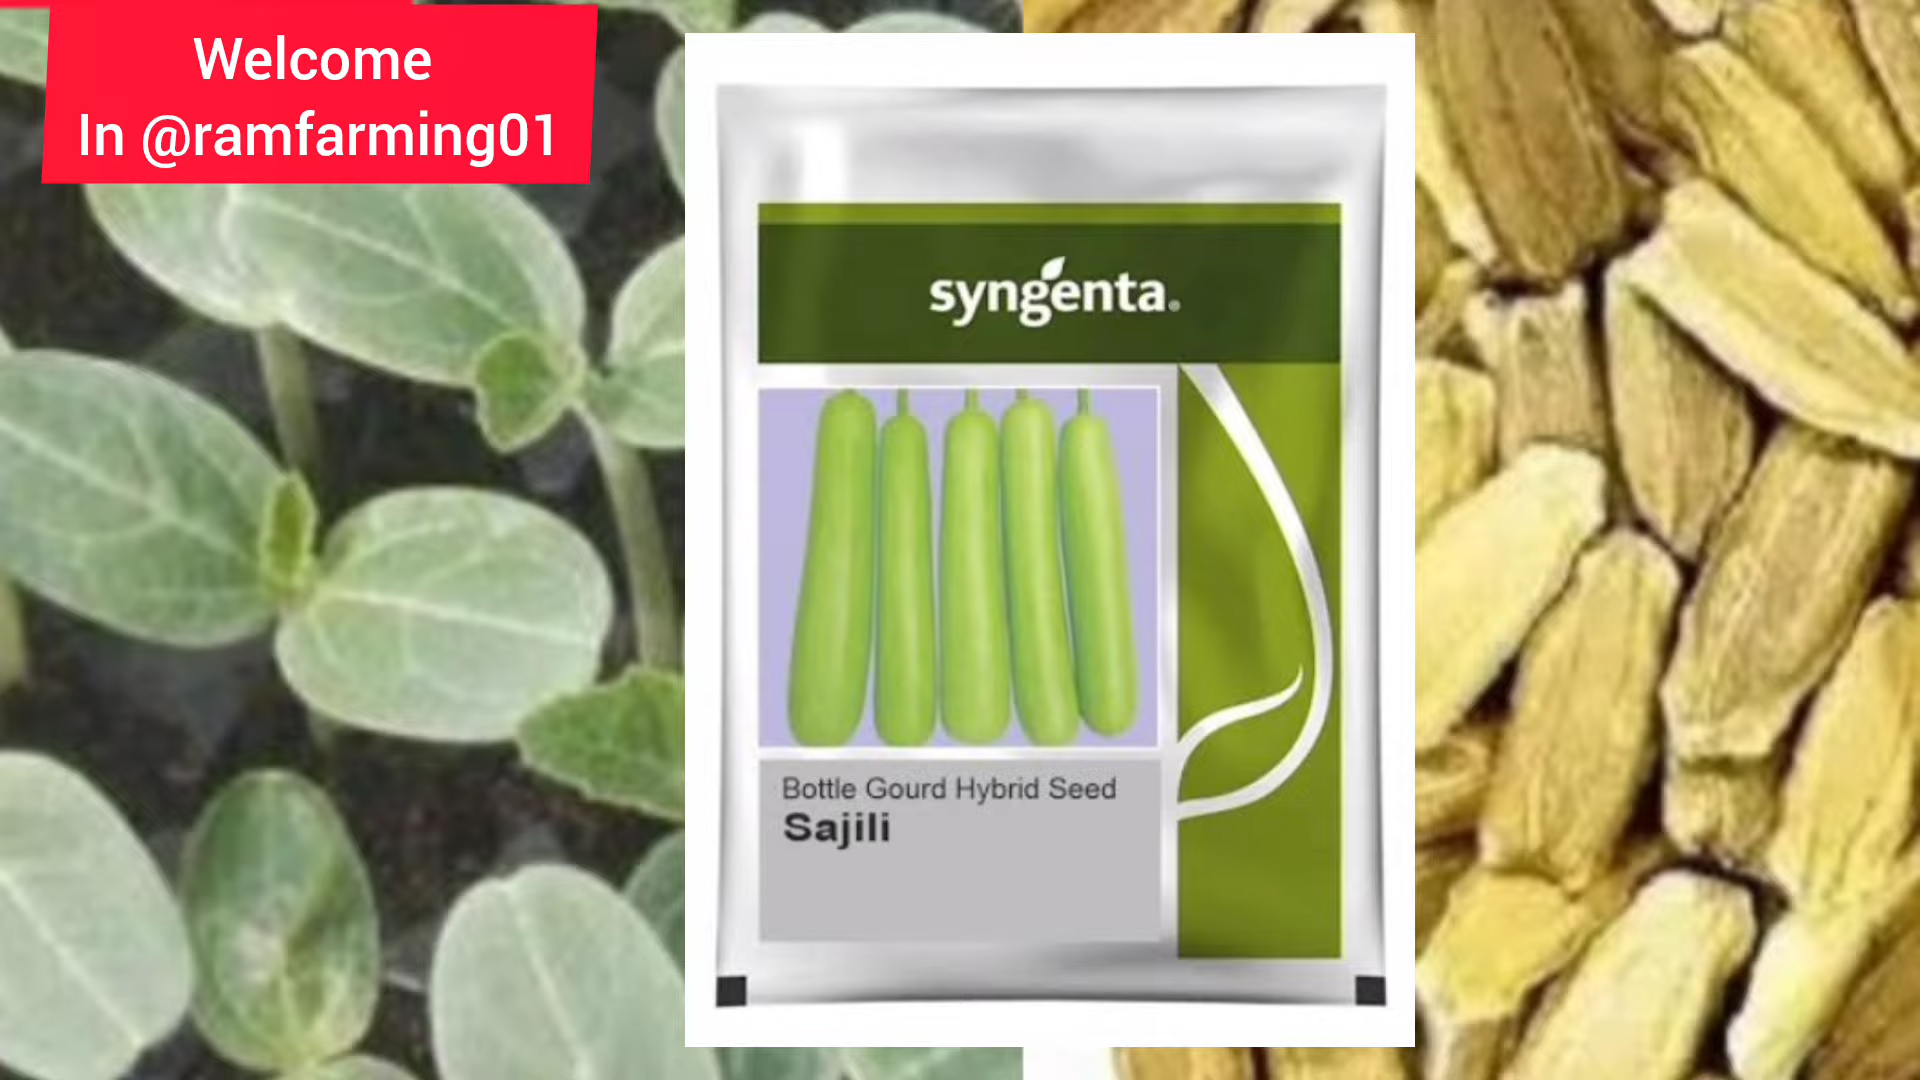 Welcome
In @ramfarming01
syngenta®
Bottle Gourd Hybrid Seed
Sajili